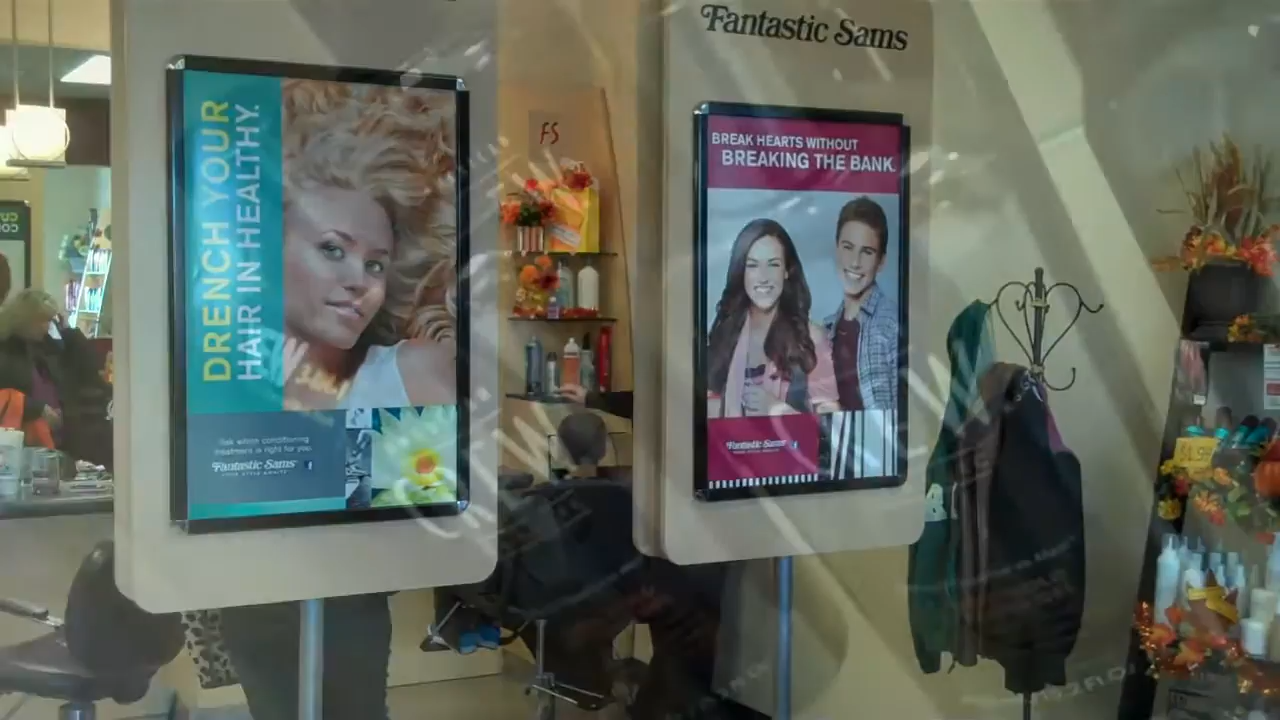 Fantastic Sams
DRENCH YOUR
HAIR IN HEALTHY.
Ask which conditioning
treatment is right for you.
Fantastic Sams
FS
BREAK HEARTS WITHOUT
BREAKING THE BANK.
Fantastic Sams